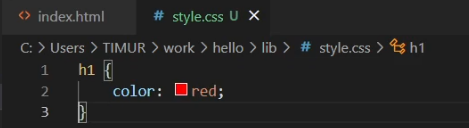 index.html # style.css U
C: > Users > TIMUR > work > hello > lib > # style.css > h1
1 h1 {
2 color: red;
3 }